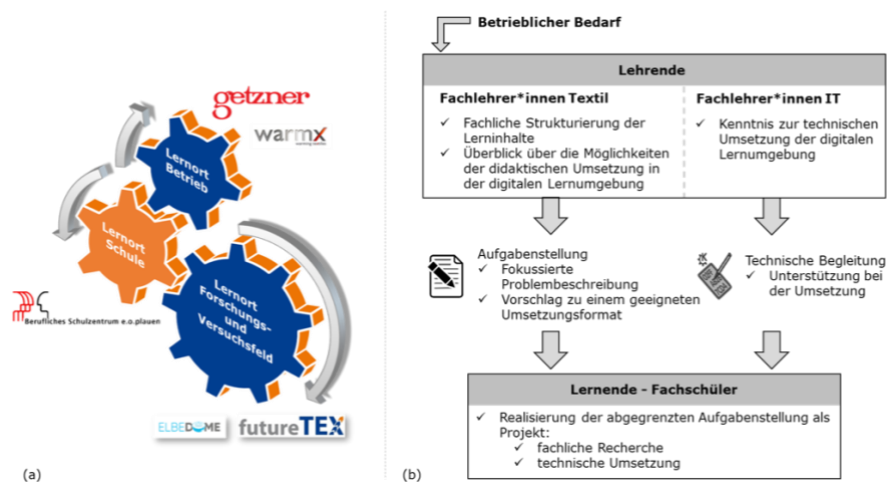 getzner
warmx
Lernort
Betrieb
Lernort
Schule
Lernort
Forschungs-
und
Versuchsfeld
Berufliches Schulzentrum e.o.plauen
ELBEDOME
futureTEX
(a)
Betrieblicher Bedarf
Lehrende
Fachlehrer*innen Textil
✓ Fachliche Strukturierung der
Lerninhalte
✓ Überblick über die Möglichkeiten
der didaktischen Umsetzung in
der digitalen Lernumgebung
Fachlehrer*innen IT
✓ Kenntnis zur technischen
Umsetzung der digitalen
Lernumgebung
Aufgabenstellung
✓ Fokussierte
Problembeschreibung
✓ Vorschlag zu einem geeigneten
Umsetzungsformat
Technische Begleitung
✓ Unterstützung bei
der Umsetzung
Lernende - Fachschüler
✓ Realisierung der abgegrenzten Aufgabenstellung als
Projekt:
✓ fachliche Recherche
✓ technische Umsetzung
(b)